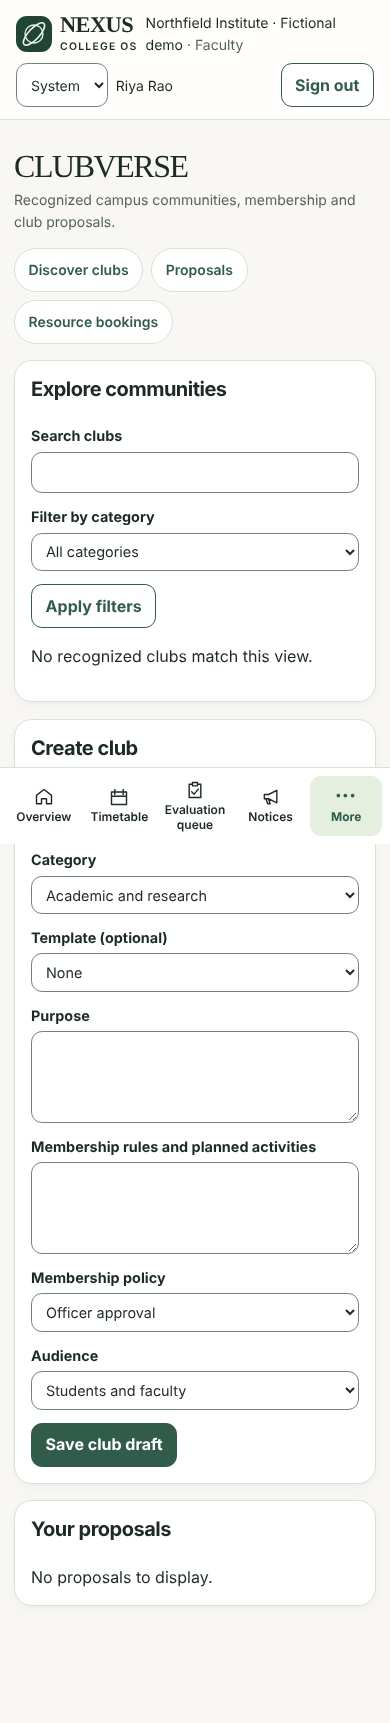 NEXUS
COLLEGE OS
Northfield Institute · Fictional
demo · Faculty
System
Riya Rao
Sign out
CLUBVERSE
Recognized campus communities, membership and
club proposals.
Discover clubs
Proposals
Resource bookings
Explore communities
Search clubs
Filter by category
All categories
Apply filters
No recognized clubs match this view.
Create club
Overview
Timetable
Evaluation
queue
Notices
More
Category
Academic and research
Template (optional)
None
Purpose
Membership rules and planned activities
Membership policy
Officer approval
Audience
Students and faculty
Save club draft
Your proposals
No proposals to display.